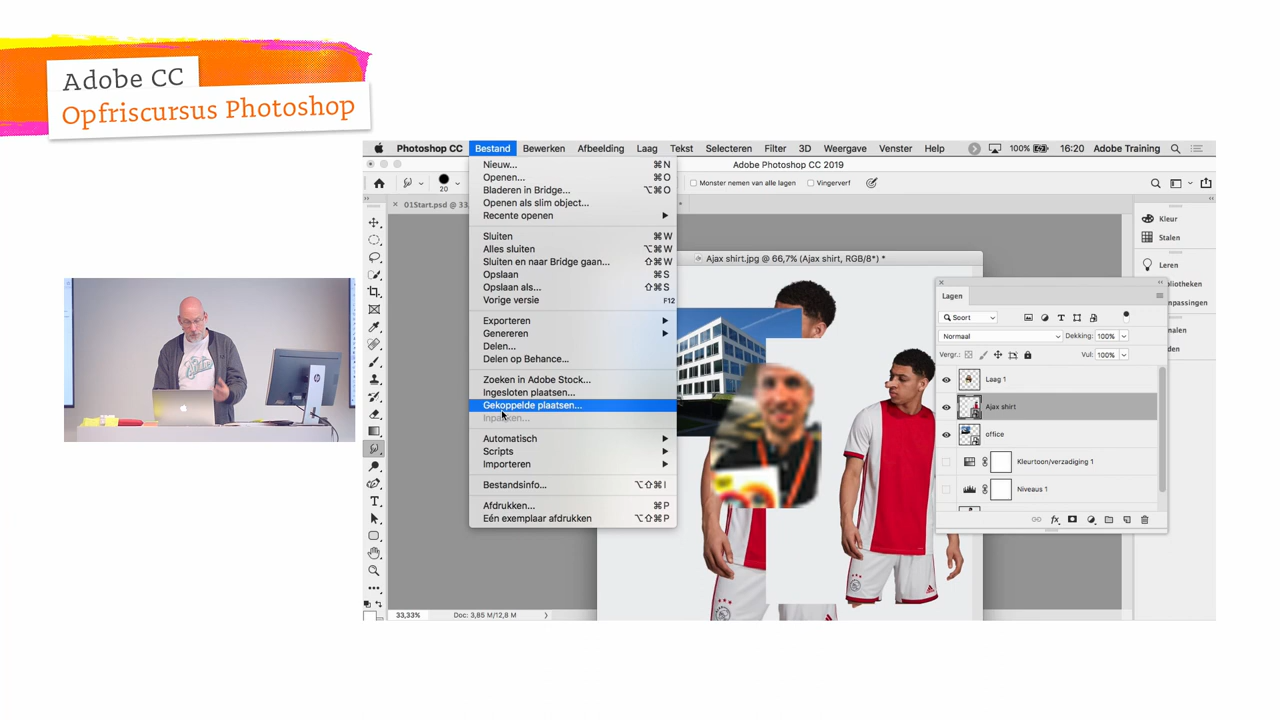 Adobe CC
Opfriscursus Photoshop
Photoshop CC Bestand Bewerken Afbeelding Laag Tekst Selecteren Filter 3D Weergave Venster Help 100% 16:20 Adobe Training
Adobe Photoshop CC 2019
20 Monster nemen van alle lagen Vingerverf
01Start.psd @ 33,
Nieuw... ⌘N
Openen... ⌘O
Bladeren in Bridge... ⌥⌘O
Openen als slim object...
Recente openen
Sluiten ⌘W
Alles sluiten ⌥⌘W
Sluiten en naar Bridge gaan... ⇧⌘W
Opslaan ⌘S
Opslaan als... ⇧⌘S
Vorige versie F12
Exporteren
Genereren
Delen...
Delen op Behance...
Zoeken in Adobe Stock...
Ingesloten plaatsen...
Gekoppelde plaatsen...
Inpakken...
Automatisch
Scripts
Importeren
Bestandsinfo... ⌥⇧⌘I
Afdrukken... ⌘P
Eén exemplaar afdrukken ⌥⇧⌘P
Ajax shirt.jpg @ 66,7% (Ajax shirt, RGB/8*) *
Kleur
Stalen
Leren
bliotheken
npassingen
nalen
den
Lagen
Soort
Normaal Dekking: 100%
Vergr.: Vul: 100%
Laag 1
Ajax shirt
office
Kleurtoon/verzadiging 1
Niveaus 1
fx
33,33% Doc: 3,85 M/12,8 M
hp